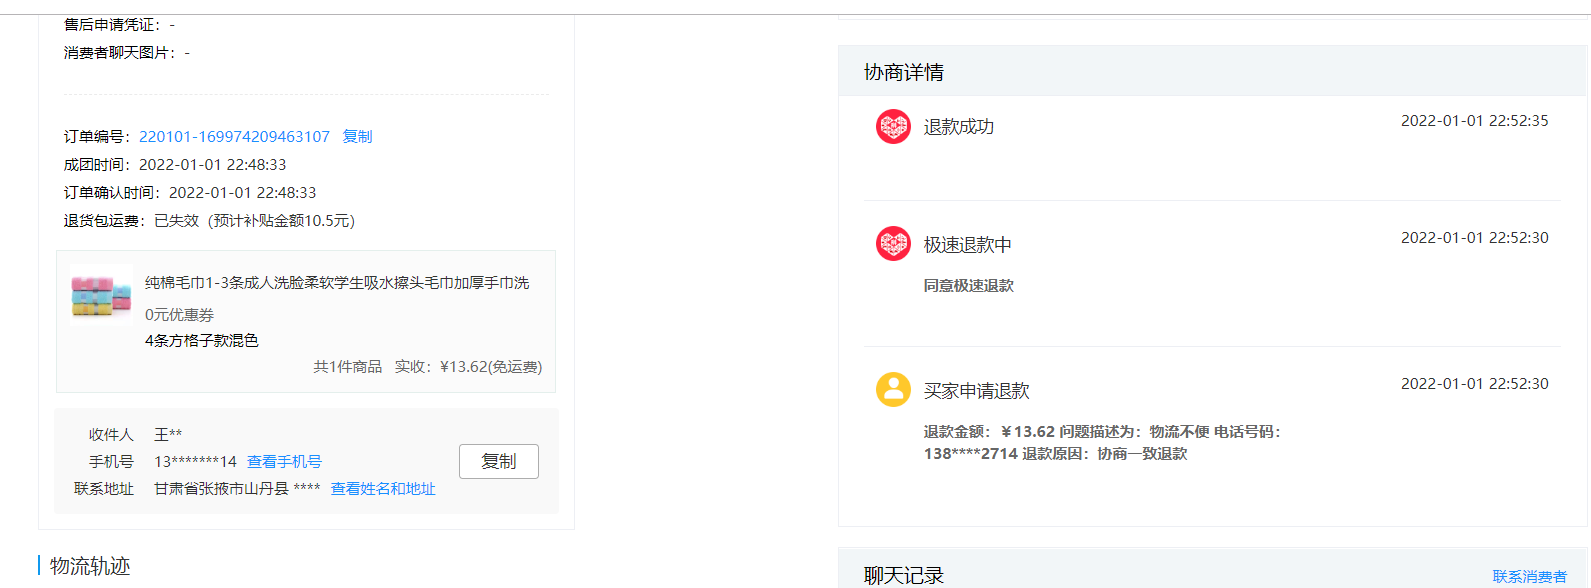 售后申请凭证：-
消费者聊天图片：-
订单编号：220101-169974209463107 复制
成团时间：2022-01-01 22:48:33
订单确认时间：2022-01-01 22:48:33
退货包运费：已失效（预计补贴金额10.5元）
纯棉毛巾1-3条成人洗脸柔软学生吸水擦头毛巾加厚手巾洗
0元优惠券
4条方格子款混色
共1件商品 实收：¥13.62(免运费)
收件人 王**
手机号 13*******14 查看手机号
联系地址 甘肃省张掖市山丹县 **** 查看姓名和地址
复制
物流轨迹
协商详情
退款成功 2022-01-01 22:52:35
极速退款中 2022-01-01 22:52:30
同意极速退款
买家申请退款 2022-01-01 22:52:30
退款金额：￥13.62 问题描述为：物流不便 电话号码：
138****2714 退款原因：协商一致退款
聊天记录 联系消费者